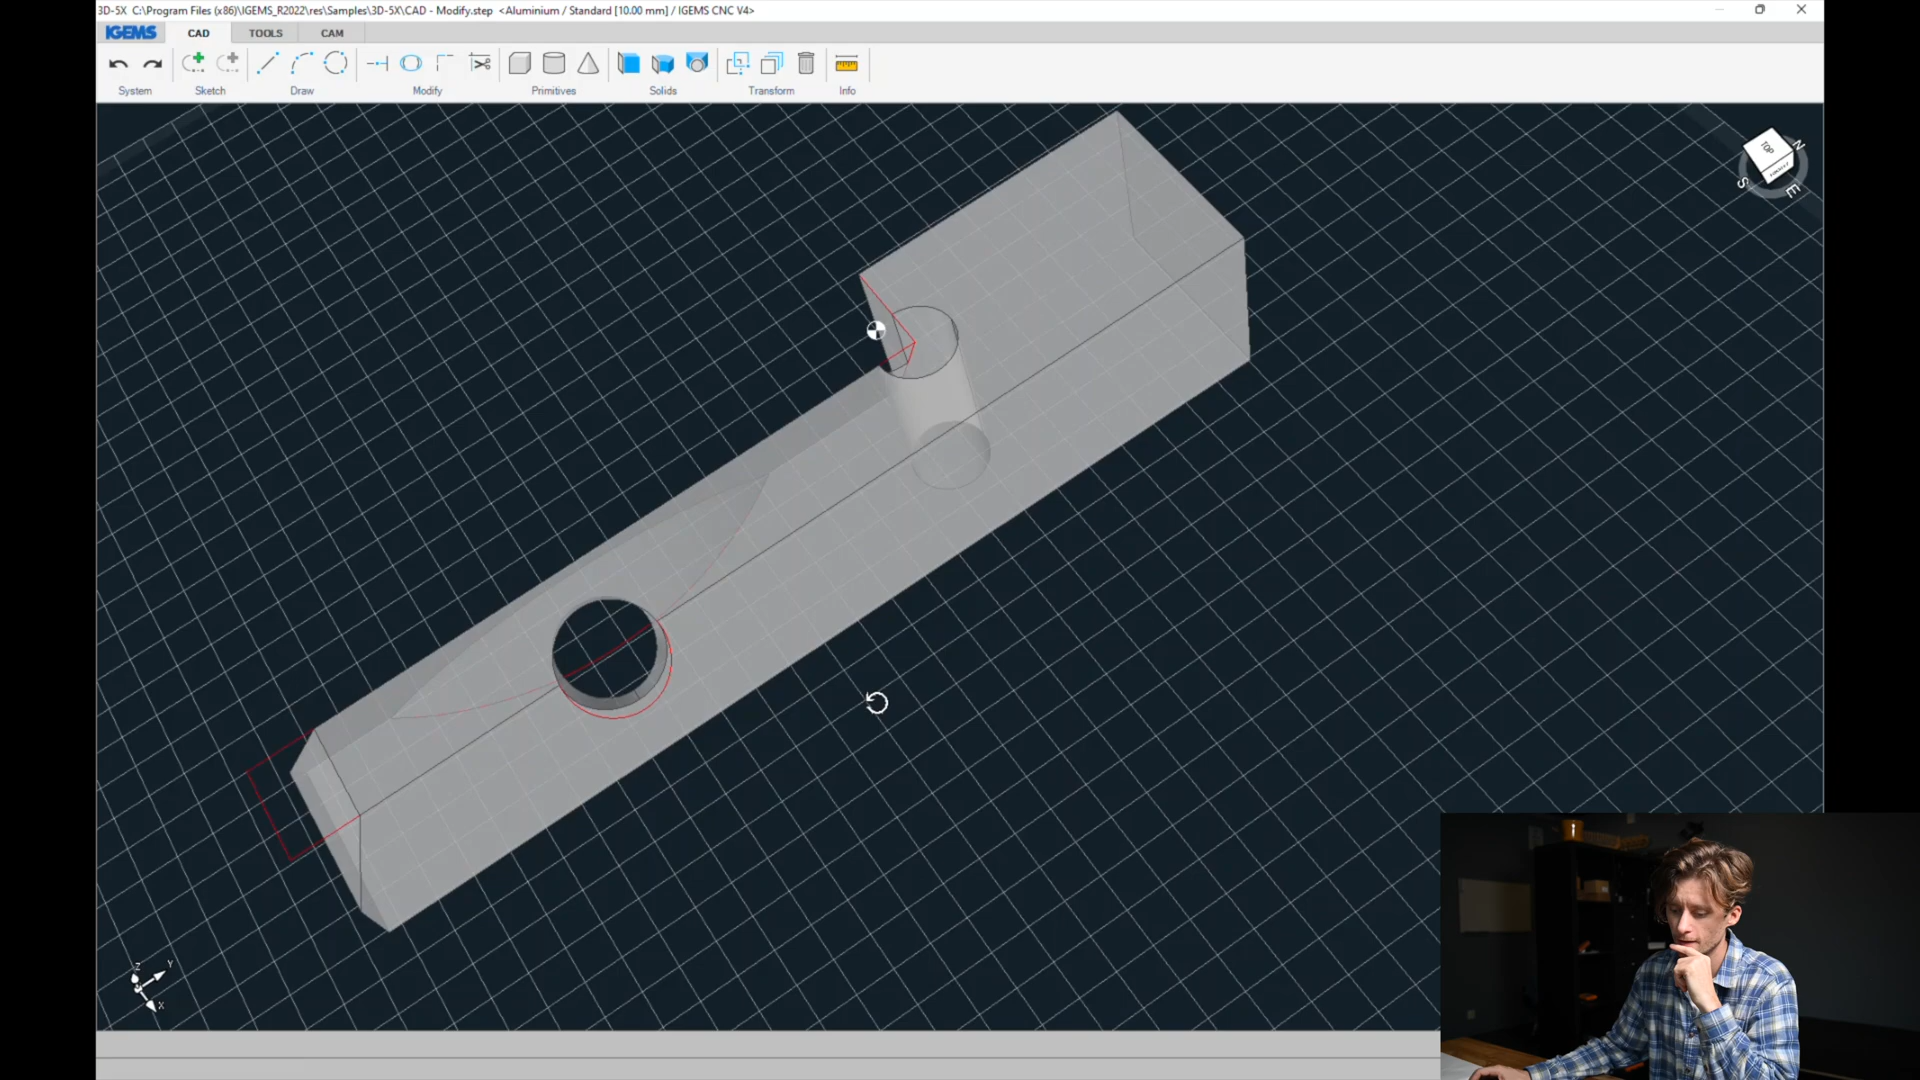 3D-5X C:\Program Files (x86)\IGEMS_R2022\res\Samples\3D-5X\CAD - Modify.step <Aluminium / Standard [10.00 mm] / IGEMS CNC V4>
IGEMS CAD TOOLS CAM
System Sketch Draw Modify Primitives Solids Transform Info
TOP
N
S
E
Z
Y
X